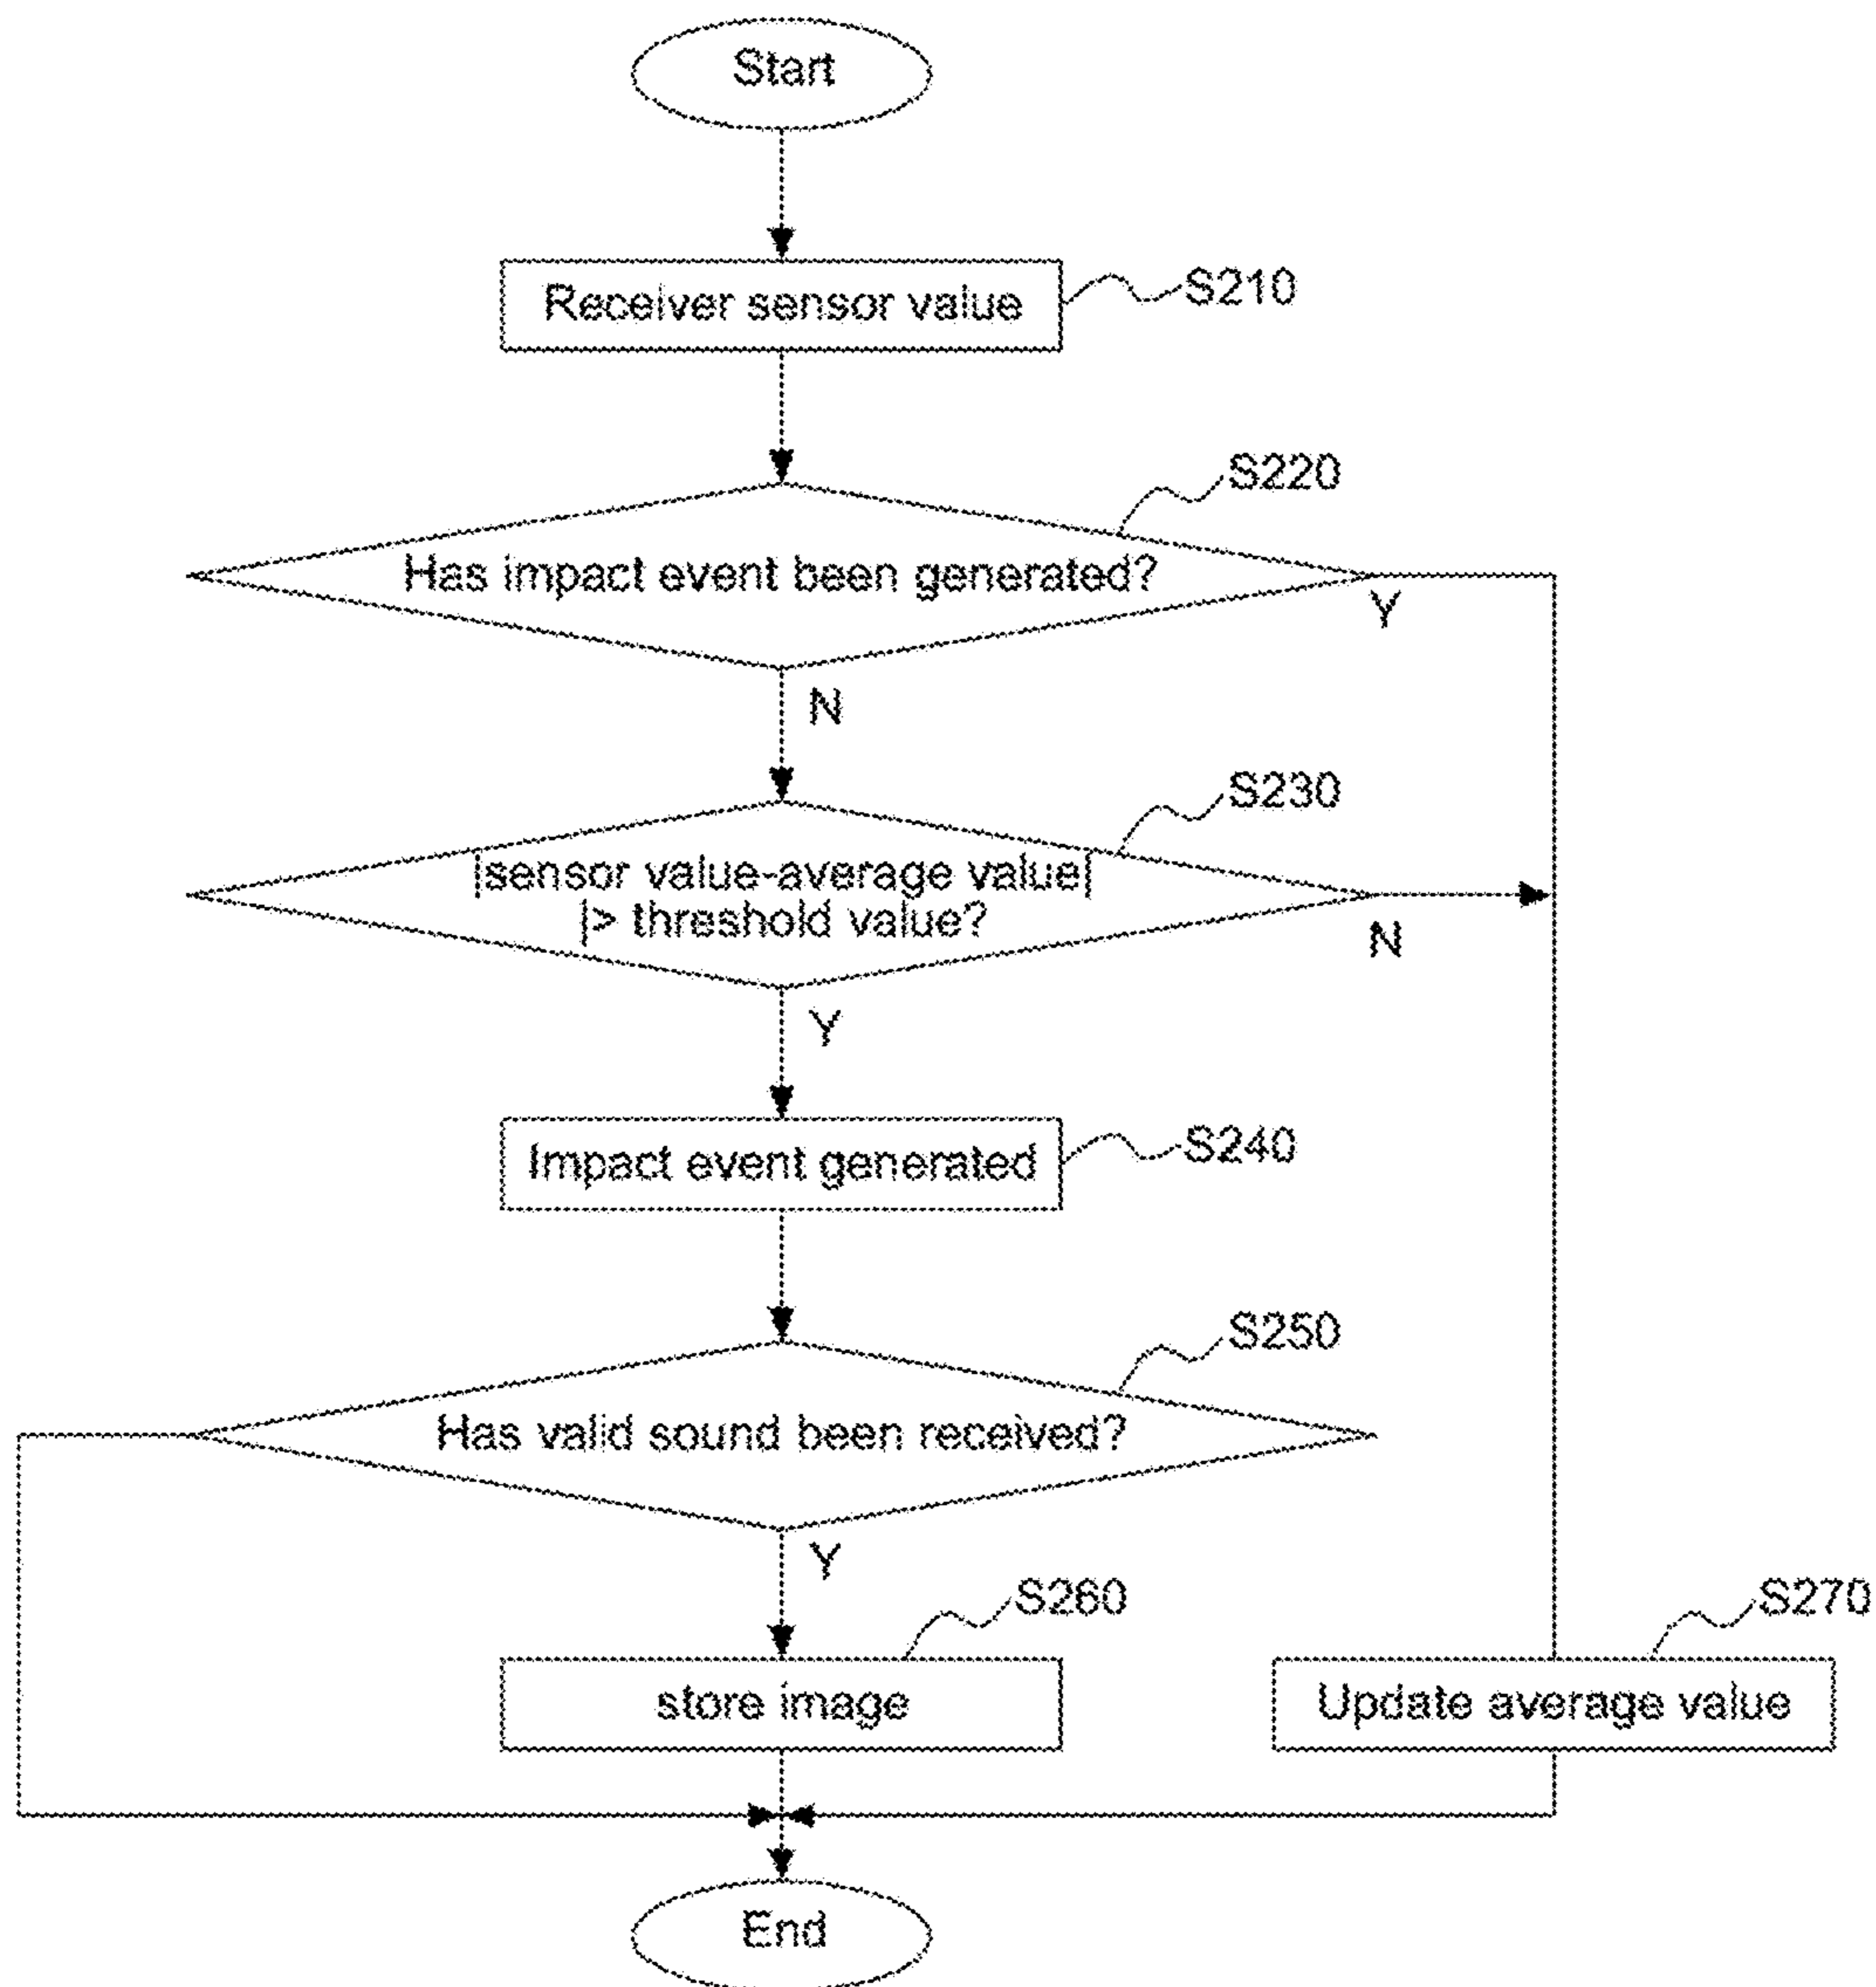 Start
Receiver sensor value
S210
S220
Has impact event been generated?
Y
N
S230
|sensor value-average value|
|> threshold value?
N
Y
Impact event generated
S240
S250
Has valid sound been received?
Y
S260
S270
store image
Update average value
End